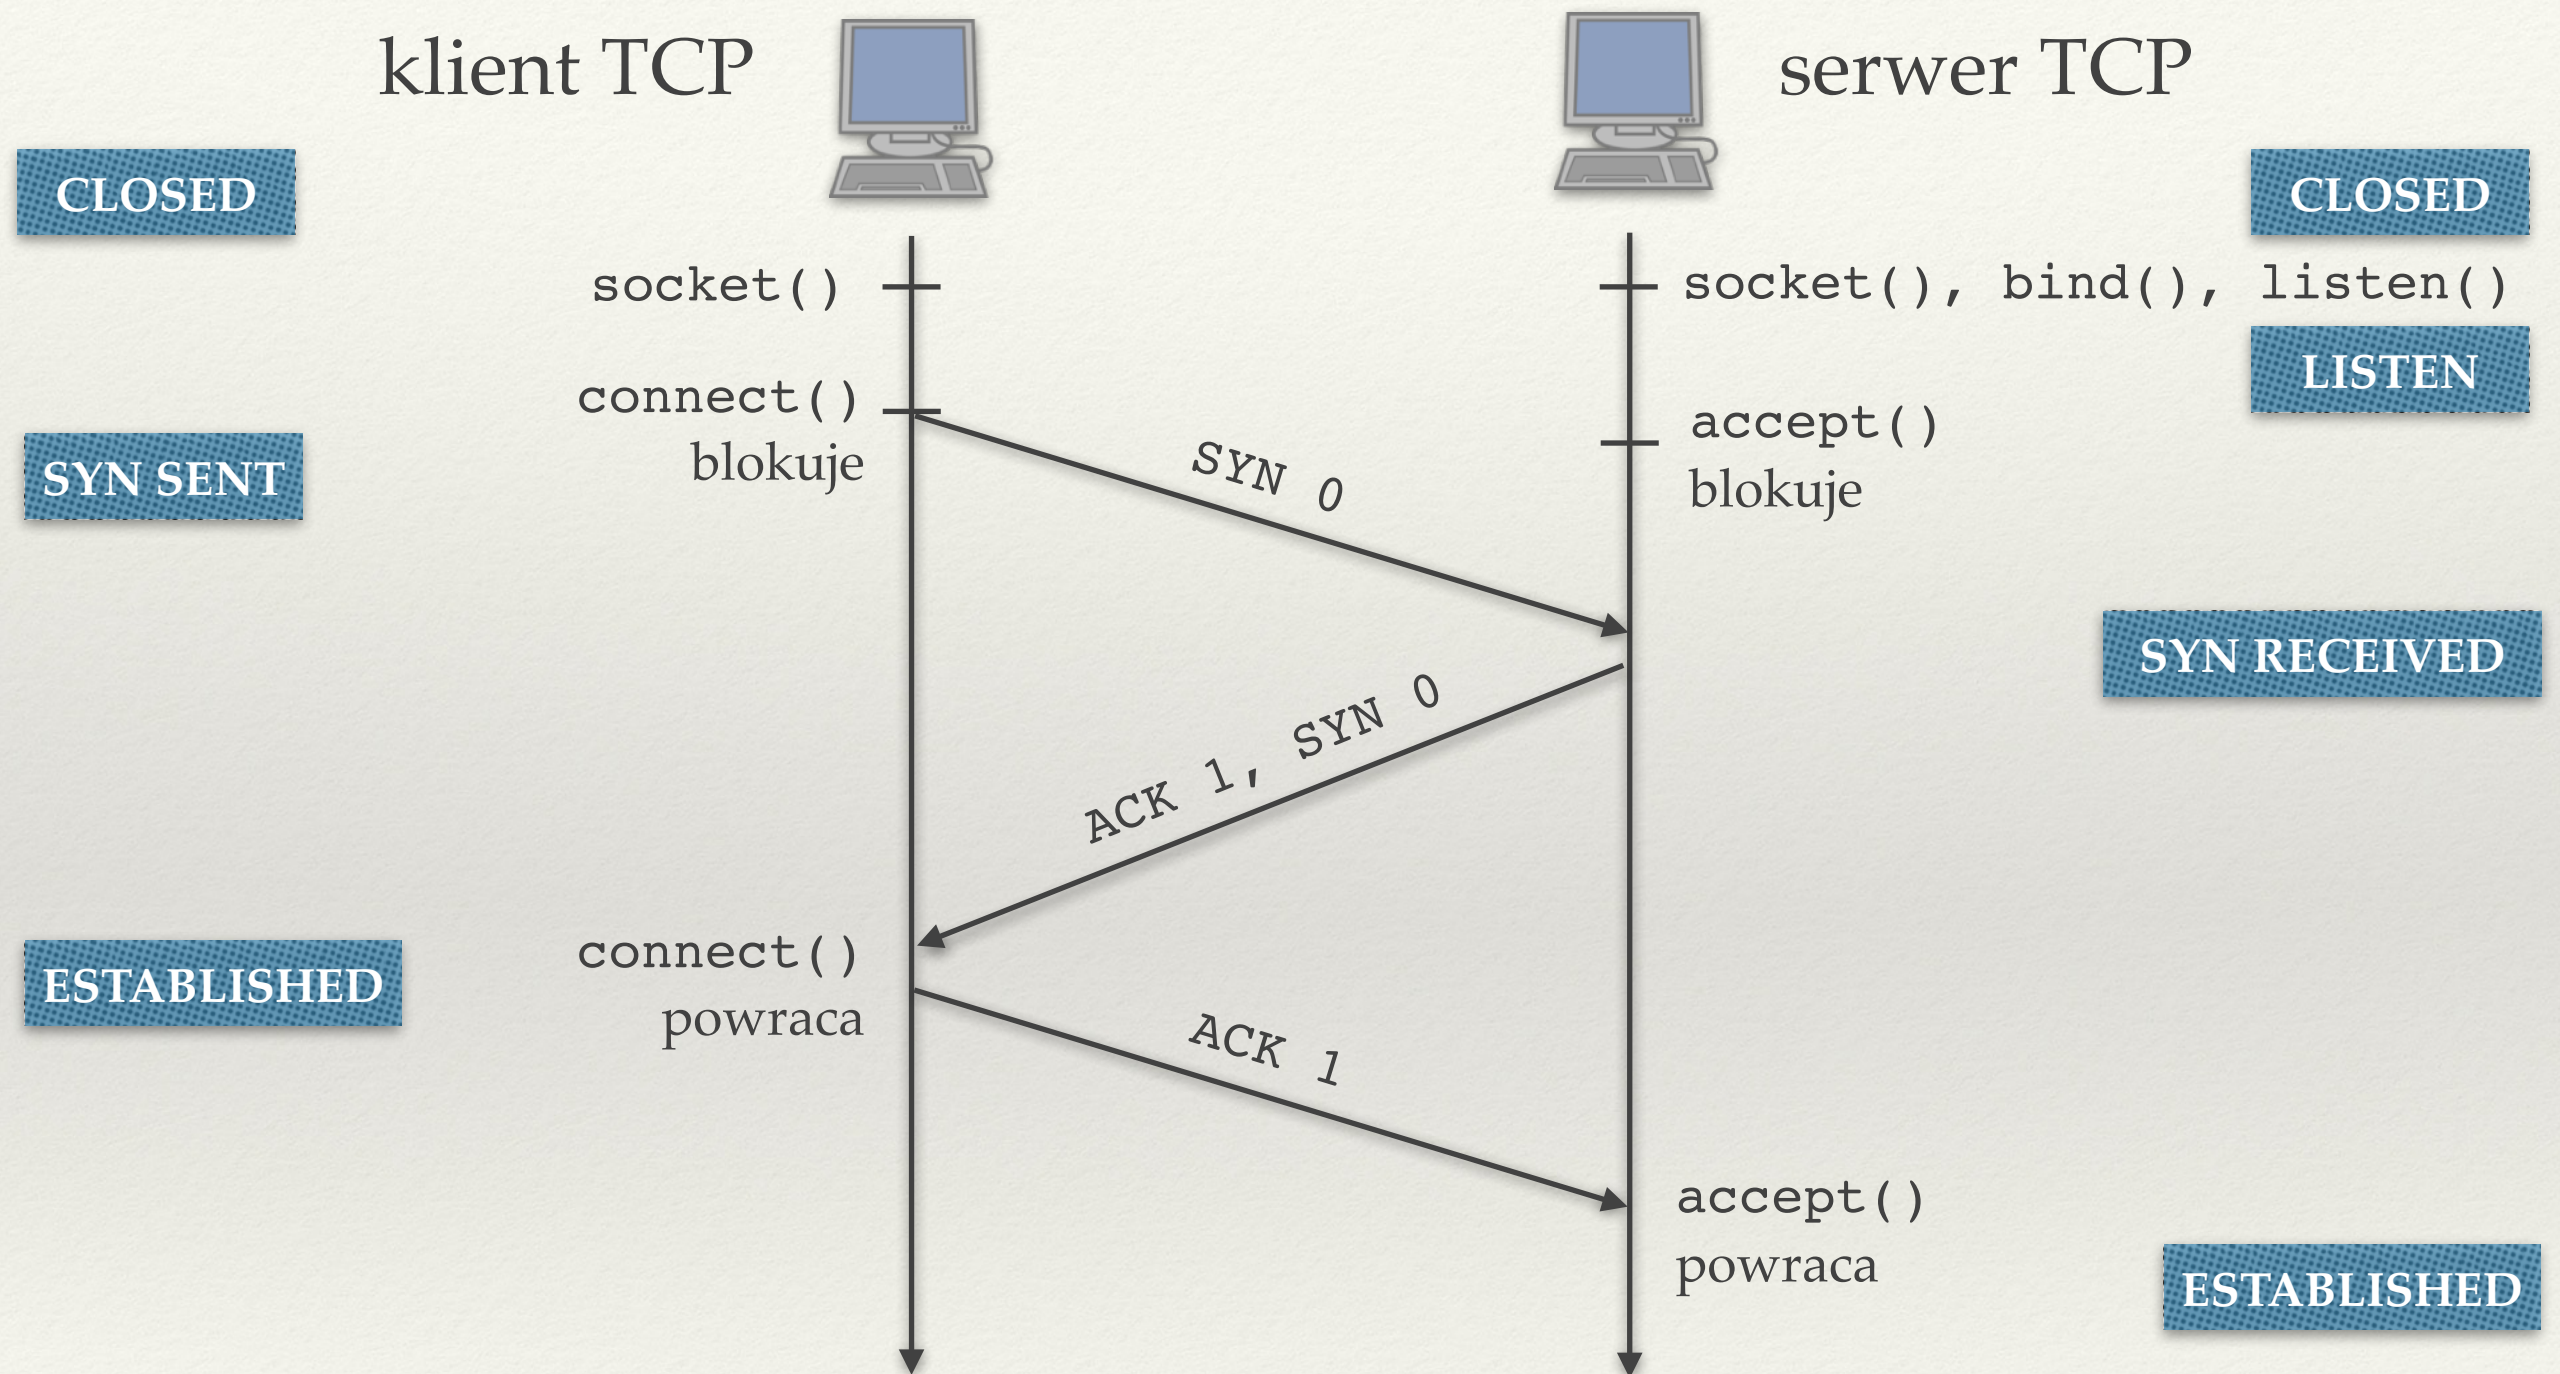 klient TCP
serwer TCP
CLOSED
CLOSED
socket()
socket(), bind(), listen()
LISTEN
connect()
blokuje
accept()
blokuje
SYN SENT
SYN 0
SYN RECEIVED
ACK 1, SYN 0
connect()
powraca
ESTABLISHED
ACK 1
accept()
powraca
ESTABLISHED